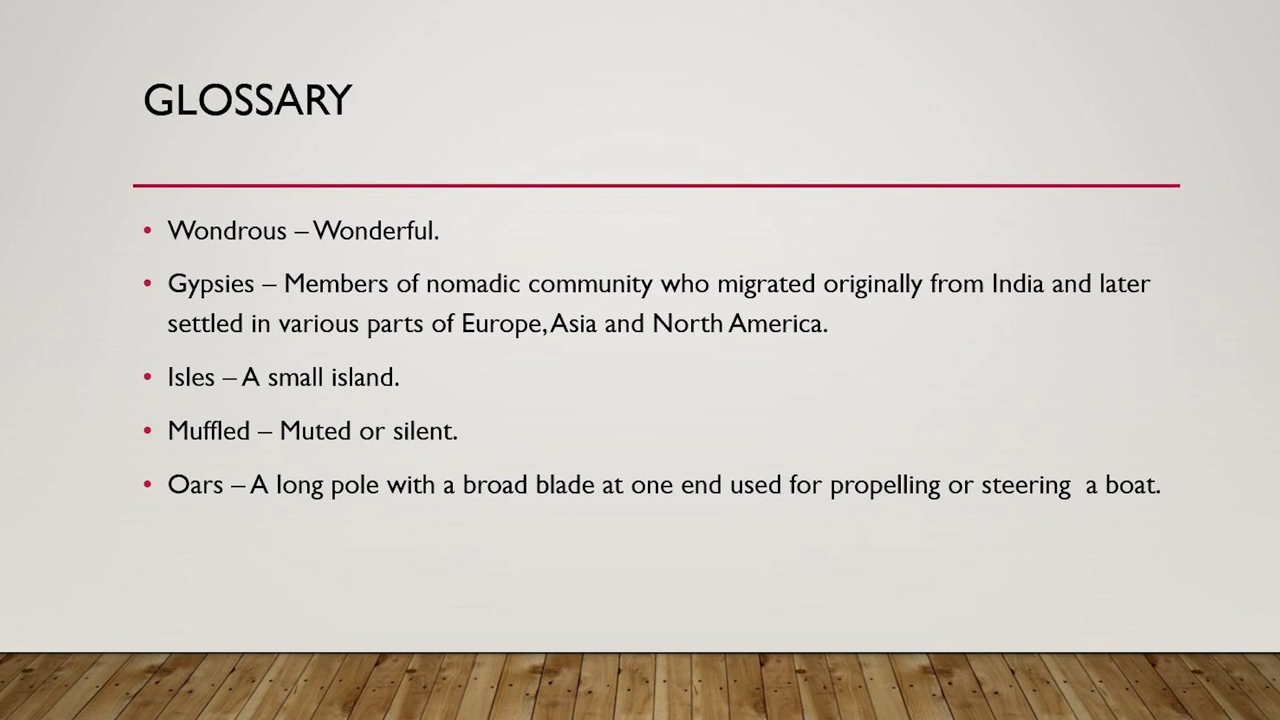 GLOSSARY
• Wondrous – Wonderful.
• Gypsies – Members of nomadic community who migrated originally from India and later
settled in various parts of Europe, Asia and North America.
• Isles – A small island.
• Muffled – Muted or silent.
• Oars – A long pole with a broad blade at one end used for propelling or steering  a boat.